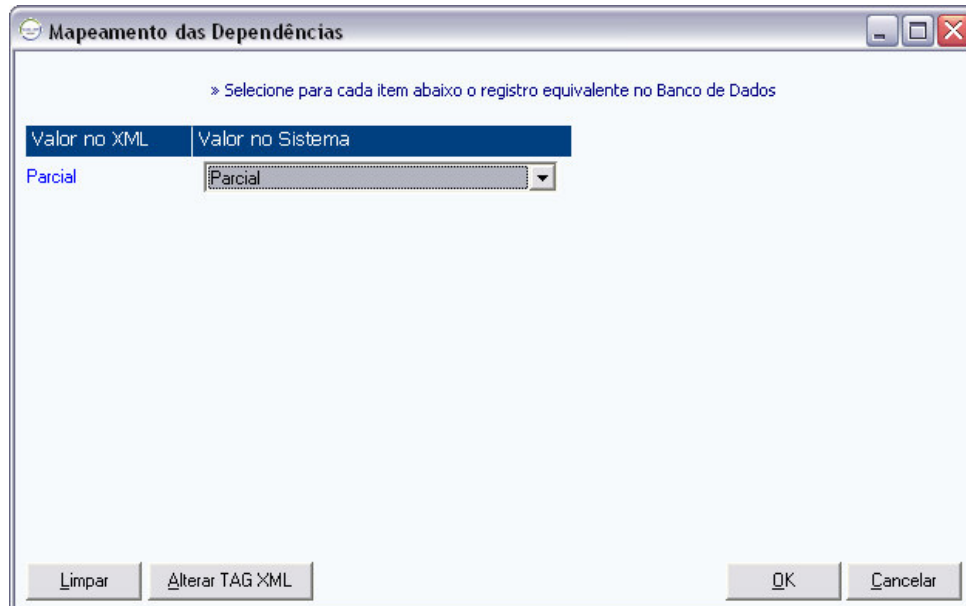 Mapeamento das Dependências
» Selecione para cada item abaixo o registro equivalente no Banco de Dados
Valor no XML Valor no Sistema
Parcial Parcial
Limpar Alterar TAG XML OK Cancelar